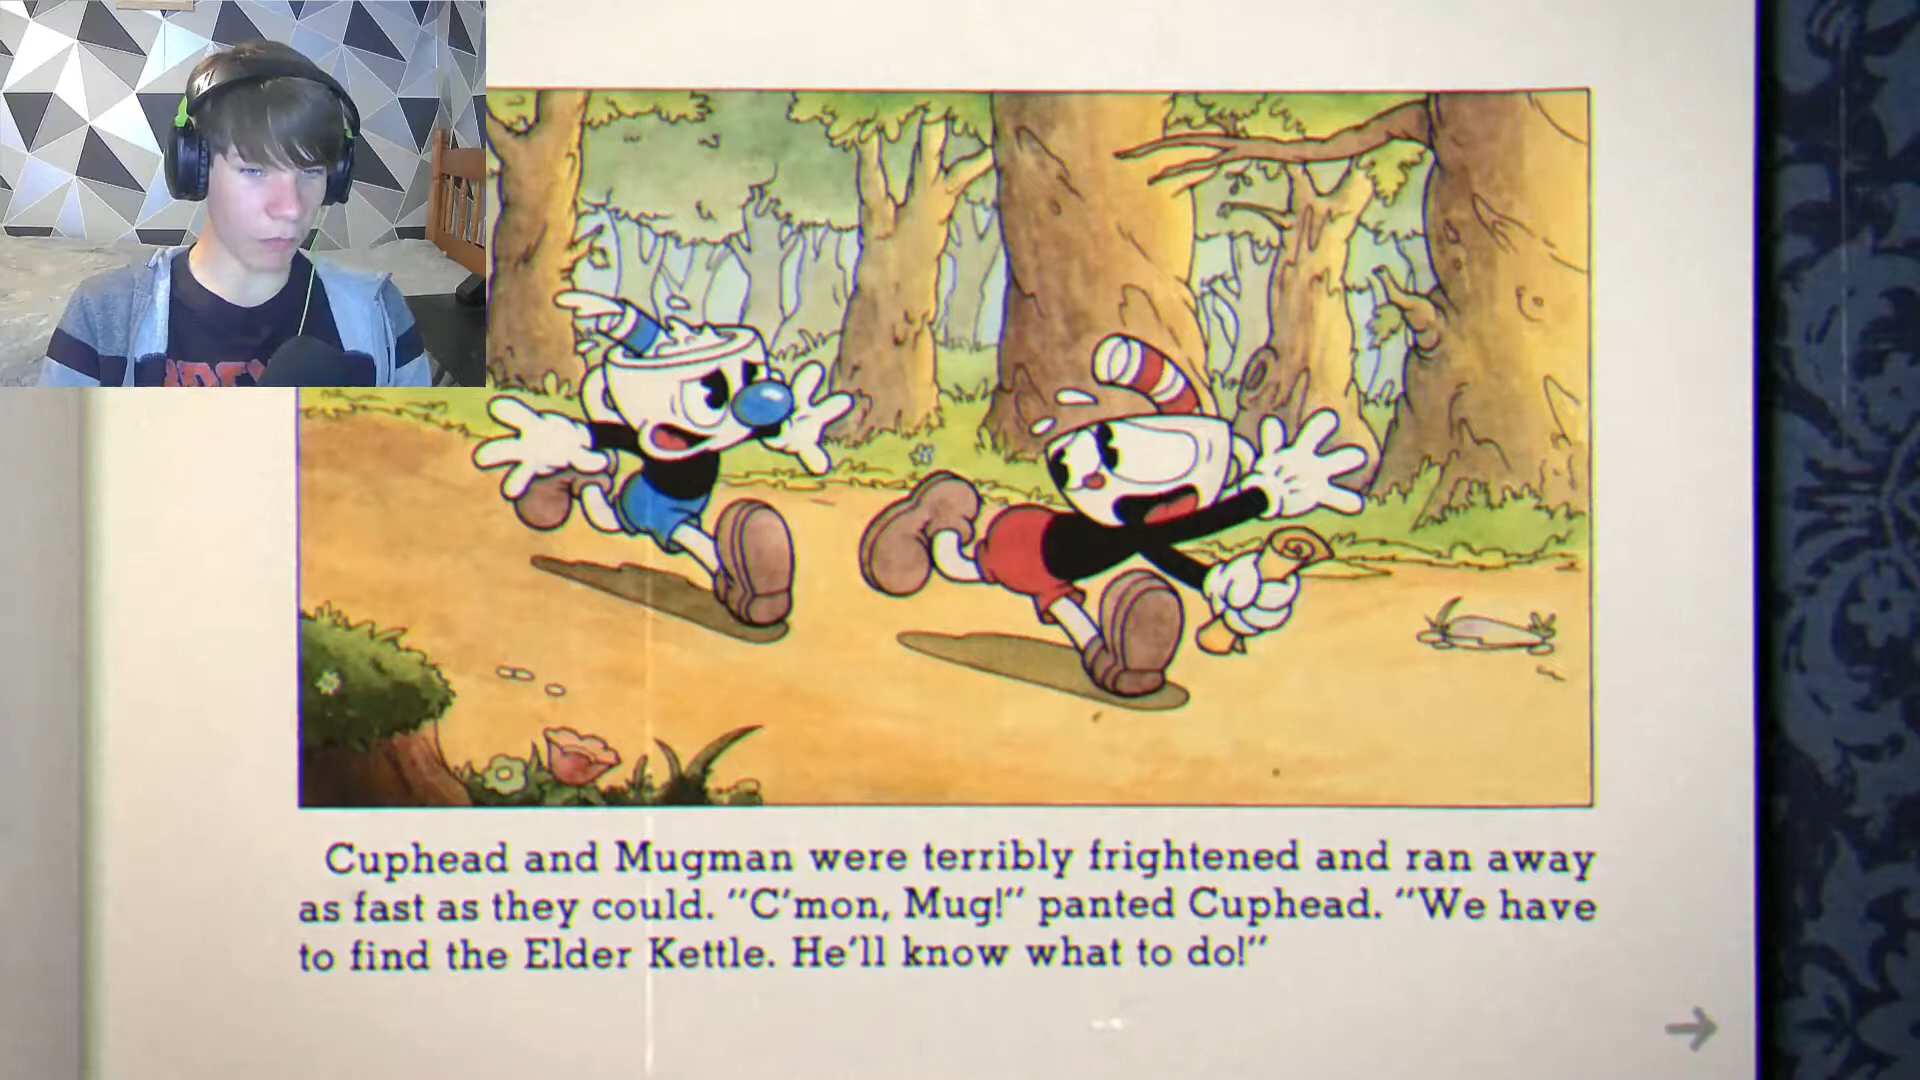 Cuphead and Mugman were terribly frightened and ran away
as fast as they could. "C'mon, Mug!" panted Cuphead. "We have
to find the Elder Kettle. He'll know what to do!"